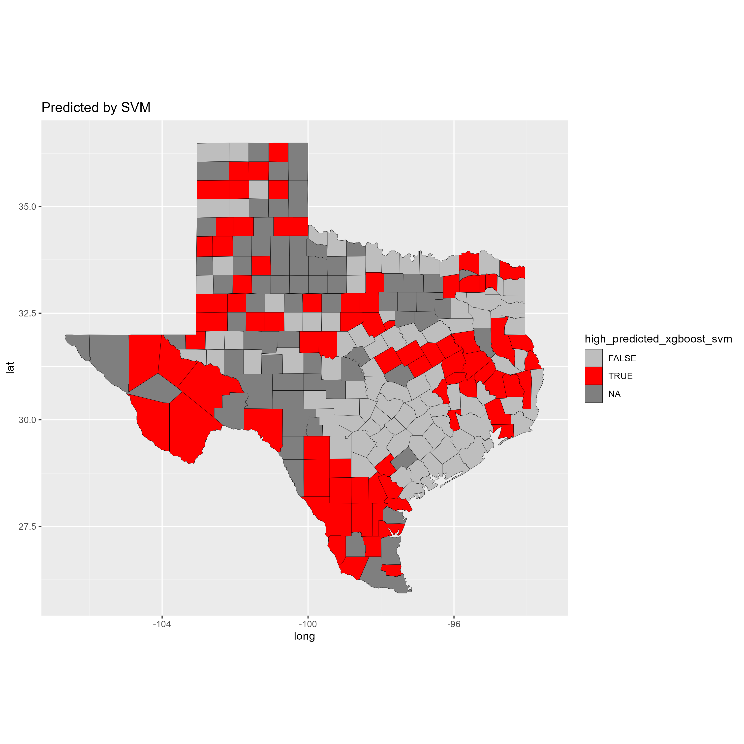 Predicted by SVM
35.0
32.5
30.0
27.5
lat
-104
-100
-96
long
high_predicted_xgboost_svm
FALSE
TRUE
NA